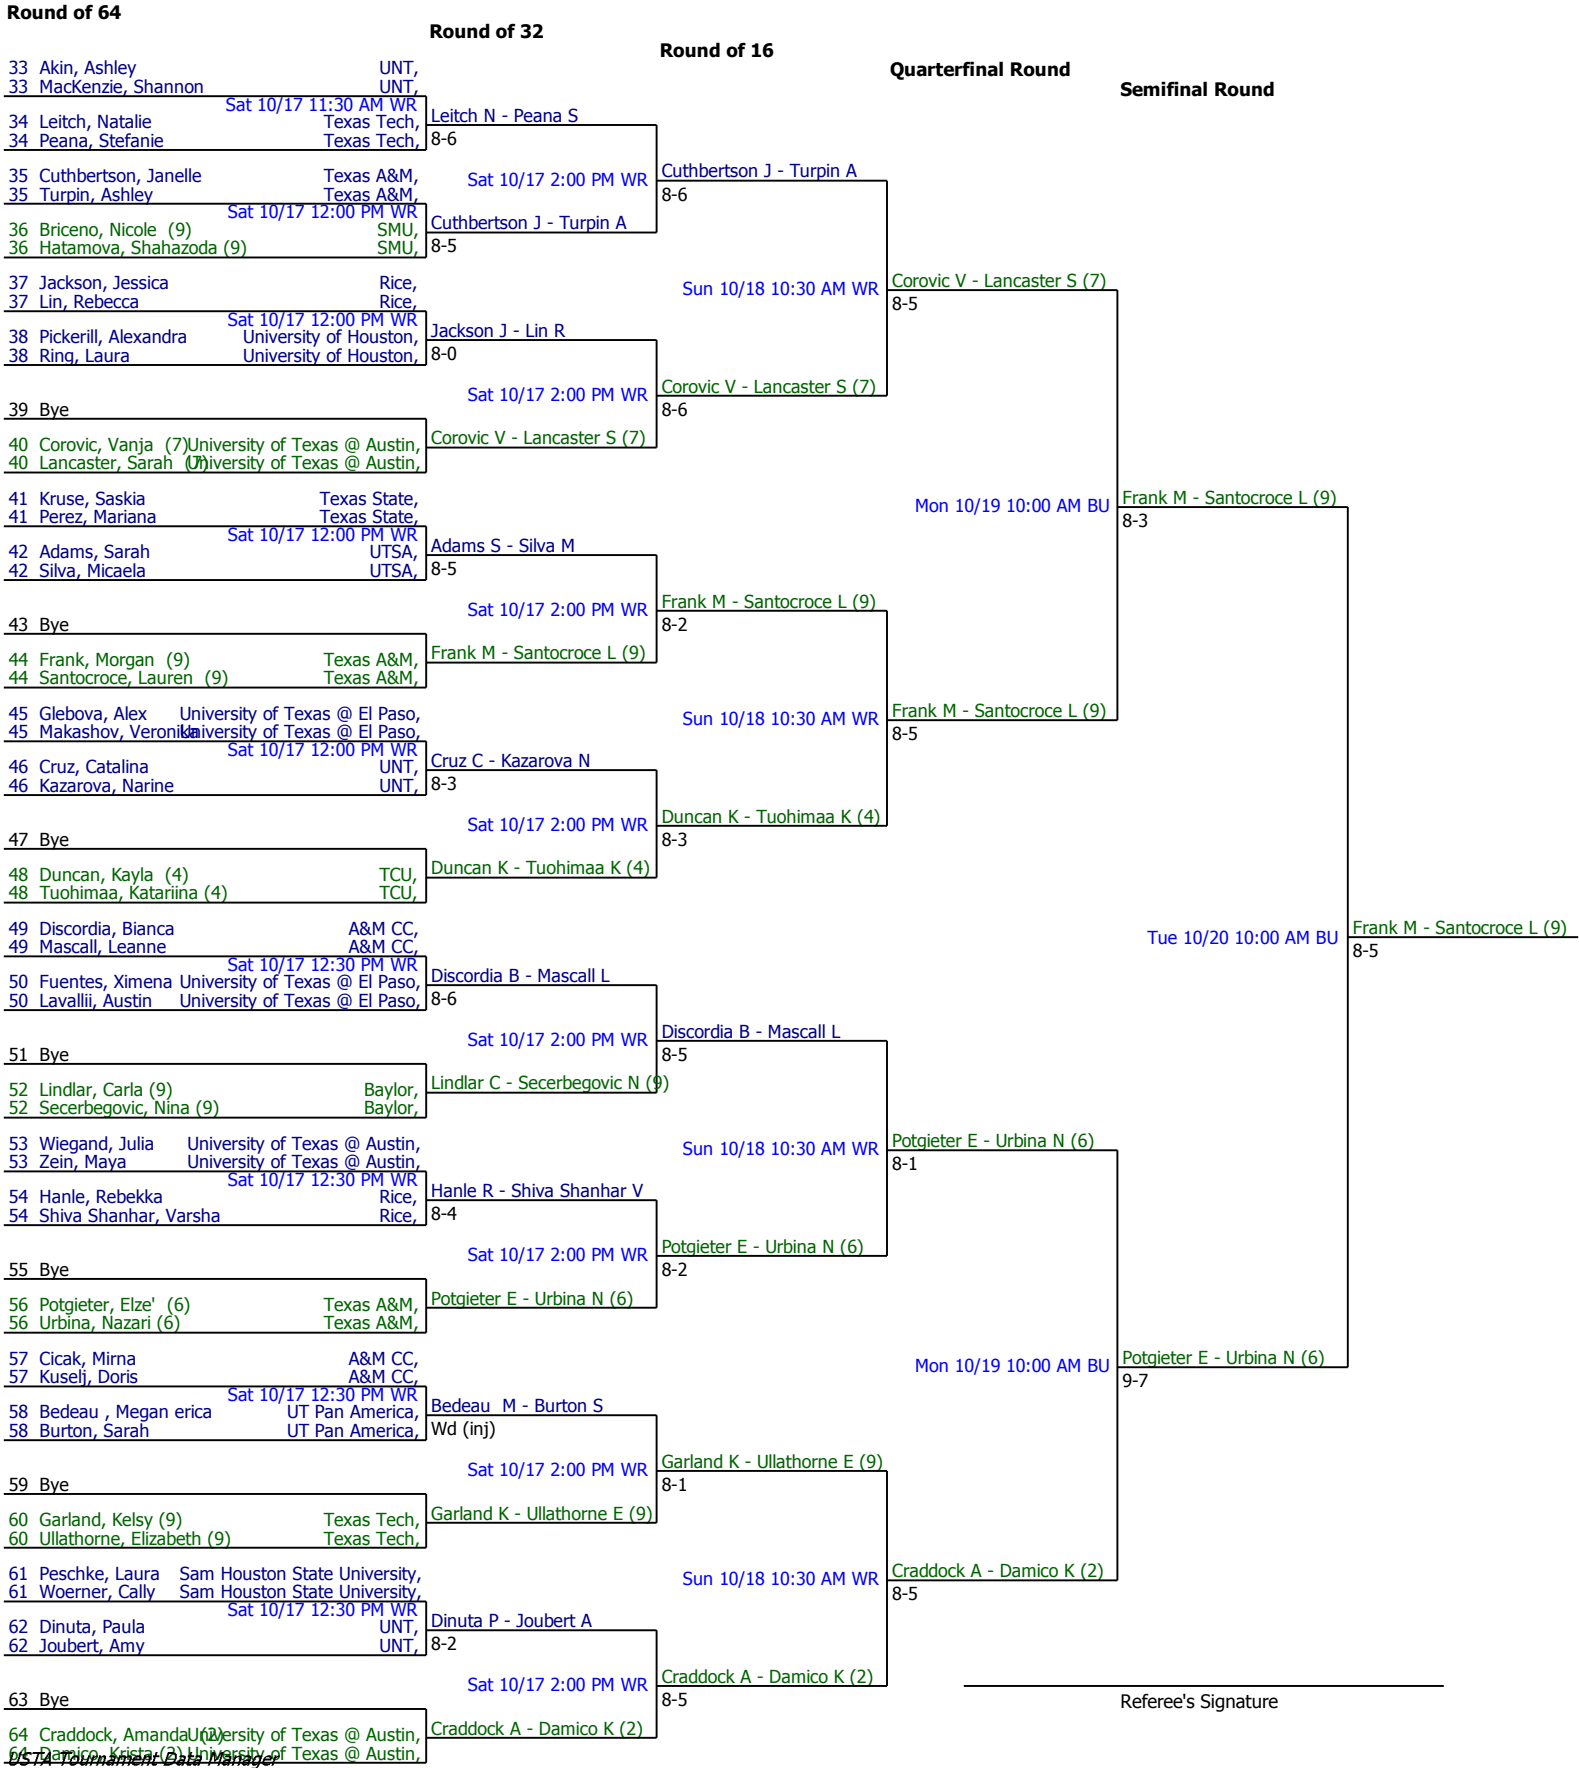 Round of 64
Round of 32
Round of 16
Quarterfinal Round
Semifinal Round
33 Akin, Ashley UNT,
33 MacKenzie, Shannon UNT,
Sat 10/17 11:30 AM WR
34 Leitch, Natalie Texas Tech,
34 Peana, Stefanie Texas Tech,
35 Cuthbertson, Janelle Texas A&M,
35 Turpin, Ashley Texas A&M,
Sat 10/17 12:00 PM WR
36 Briceno, Nicole (9) SMU,
36 Hatamova, Shahazoda (9) SMU,
37 Jackson, Jessica Rice,
37 Lin, Rebecca Rice,
Sat 10/17 12:00 PM WR
38 Pickerill, Alexandra University of Houston,
38 Ring, Laura University of Houston,
39 Bye
40 Corovic, Vanja (7) University of Texas @ Austin,
40 Lancaster, Sarah (7) University of Texas @ Austin,
41 Kruse, Saskia Texas State,
41 Perez, Mariana Texas State,
Sat 10/17 12:00 PM WR
42 Adams, Sarah UTSA,
42 Silva, Micaela UTSA,
43 Bye
44 Frank, Morgan (9) Texas A&M,
44 Santocroce, Lauren (9) Texas A&M,
45 Glebova, Alex University of Texas @ El Paso,
45 Makashov, Veronika University of Texas @ El Paso,
Sat 10/17 12:00 PM WR
46 Cruz, Catalina UNT,
46 Kazarova, Narine UNT,
47 Bye
48 Duncan, Kayla (4) TCU,
48 Tuohimaa, Katariina (4) TCU,
49 Discordia, Bianca A&M CC,
49 Mascall, Leanne A&M CC,
Sat 10/17 12:30 PM WR
50 Fuentes, Ximena University of Texas @ El Paso,
50 Lavallii, Austin University of Texas @ El Paso,
51 Bye
52 Lindlar, Carla (9) Baylor,
52 Secerbegovic, Nina (9) Baylor,
53 Wiegand, Julia University of Texas @ Austin,
53 Zein, Maya University of Texas @ Austin,
Sat 10/17 12:30 PM WR
54 Hanle, Rebekka Rice,
54 Shiva Shanhar, Varsha Rice,
55 Bye
56 Potgieter, Elze' (6) Texas A&M,
56 Urbina, Nazari (6) Texas A&M,
57 Cicak, Mirna A&M CC,
57 Kuselj, Doris A&M CC,
Sat 10/17 12:30 PM WR
58 Bedeau , Megan erica UT Pan America,
58 Burton, Sarah UT Pan America,
59 Bye
60 Garland, Kelsy (9) Texas Tech,
60 Ullathorne, Elizabeth (9) Texas Tech,
61 Peschke, Laura Sam Houston State University,
61 Woerner, Cally Sam Houston State University,
Sat 10/17 12:30 PM WR
62 Dinuta, Paula UNT,
62 Joubert, Amy UNT,
63 Bye
64 Craddock, Amanda (2) University of Texas @ Austin,
64 Damico, Krista (2) University of Texas @ Austin,
USTA Tournament Data Manager
Leitch N - Peana S
8-6
Sat 10/17 2:00 PM WR
Cuthbertson J - Turpin A
8-5
Jackson J - Lin R
8-0
Sat 10/17 2:00 PM WR
Corovic V - Lancaster S (7)
Adams S - Silva M
8-5
Sat 10/17 2:00 PM WR
Frank M - Santocroce L (9)
Cruz C - Kazarova N
8-3
Sat 10/17 2:00 PM WR
Duncan K - Tuohimaa K (4)
Discordia B - Mascall L
8-6
Sat 10/17 2:00 PM WR
Lindlar C - Secerbegovic N (9)
Hanle R - Shiva Shanhar V
8-4
Sat 10/17 2:00 PM WR
Potgieter E - Urbina N (6)
Bedeau  M - Burton S
Wd (inj)
Sat 10/17 2:00 PM WR
Garland K - Ullathorne E (9)
Dinuta P - Joubert A
8-2
Sat 10/17 2:00 PM WR
Craddock A - Damico K (2)
Cuthbertson J - Turpin A
8-6
Sun 10/18 10:30 AM WR
Corovic V - Lancaster S (7)
8-6
Frank M - Santocroce L (9)
8-2
Sun 10/18 10:30 AM WR
Duncan K - Tuohimaa K (4)
8-3
Discordia B - Mascall L
8-5
Sun 10/18 10:30 AM WR
Potgieter E - Urbina N (6)
8-2
Garland K - Ullathorne E (9)
8-1
Sun 10/18 10:30 AM WR
Craddock A - Damico K (2)
8-5
Corovic V - Lancaster S (7)
8-5
Mon 10/19 10:00 AM BU
Frank M - Santocroce L (9)
8-5
Potgieter E - Urbina N (6)
8-1
Mon 10/19 10:00 AM BU
Craddock A - Damico K (2)
8-5
Frank M - Santocroce L (9)
8-3
Tue 10/20 10:00 AM BU
Potgieter E - Urbina N (6)
9-7
Frank M - Santocroce L (9)
8-5
Referee's Signature